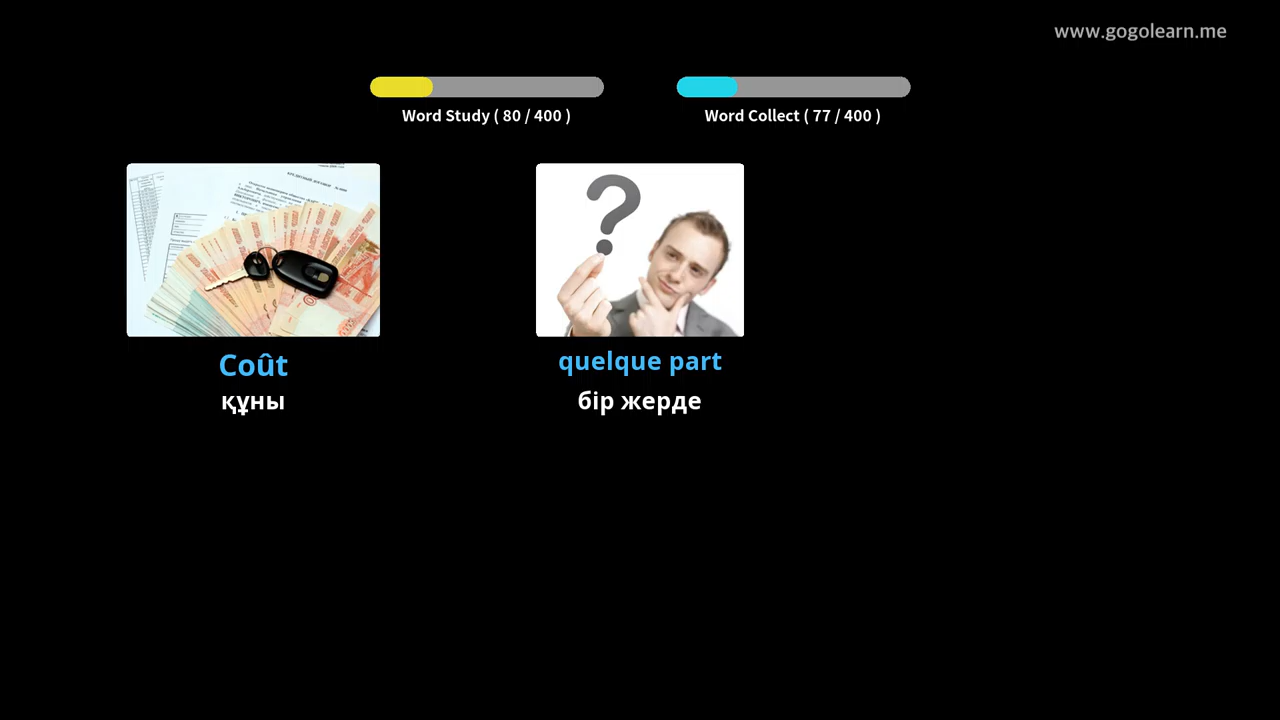 www.gogolearn.me
Word Study ( 80 / 400 )
Word Collect ( 77 / 400 )
Coût
құны
quelque part
бір жерде